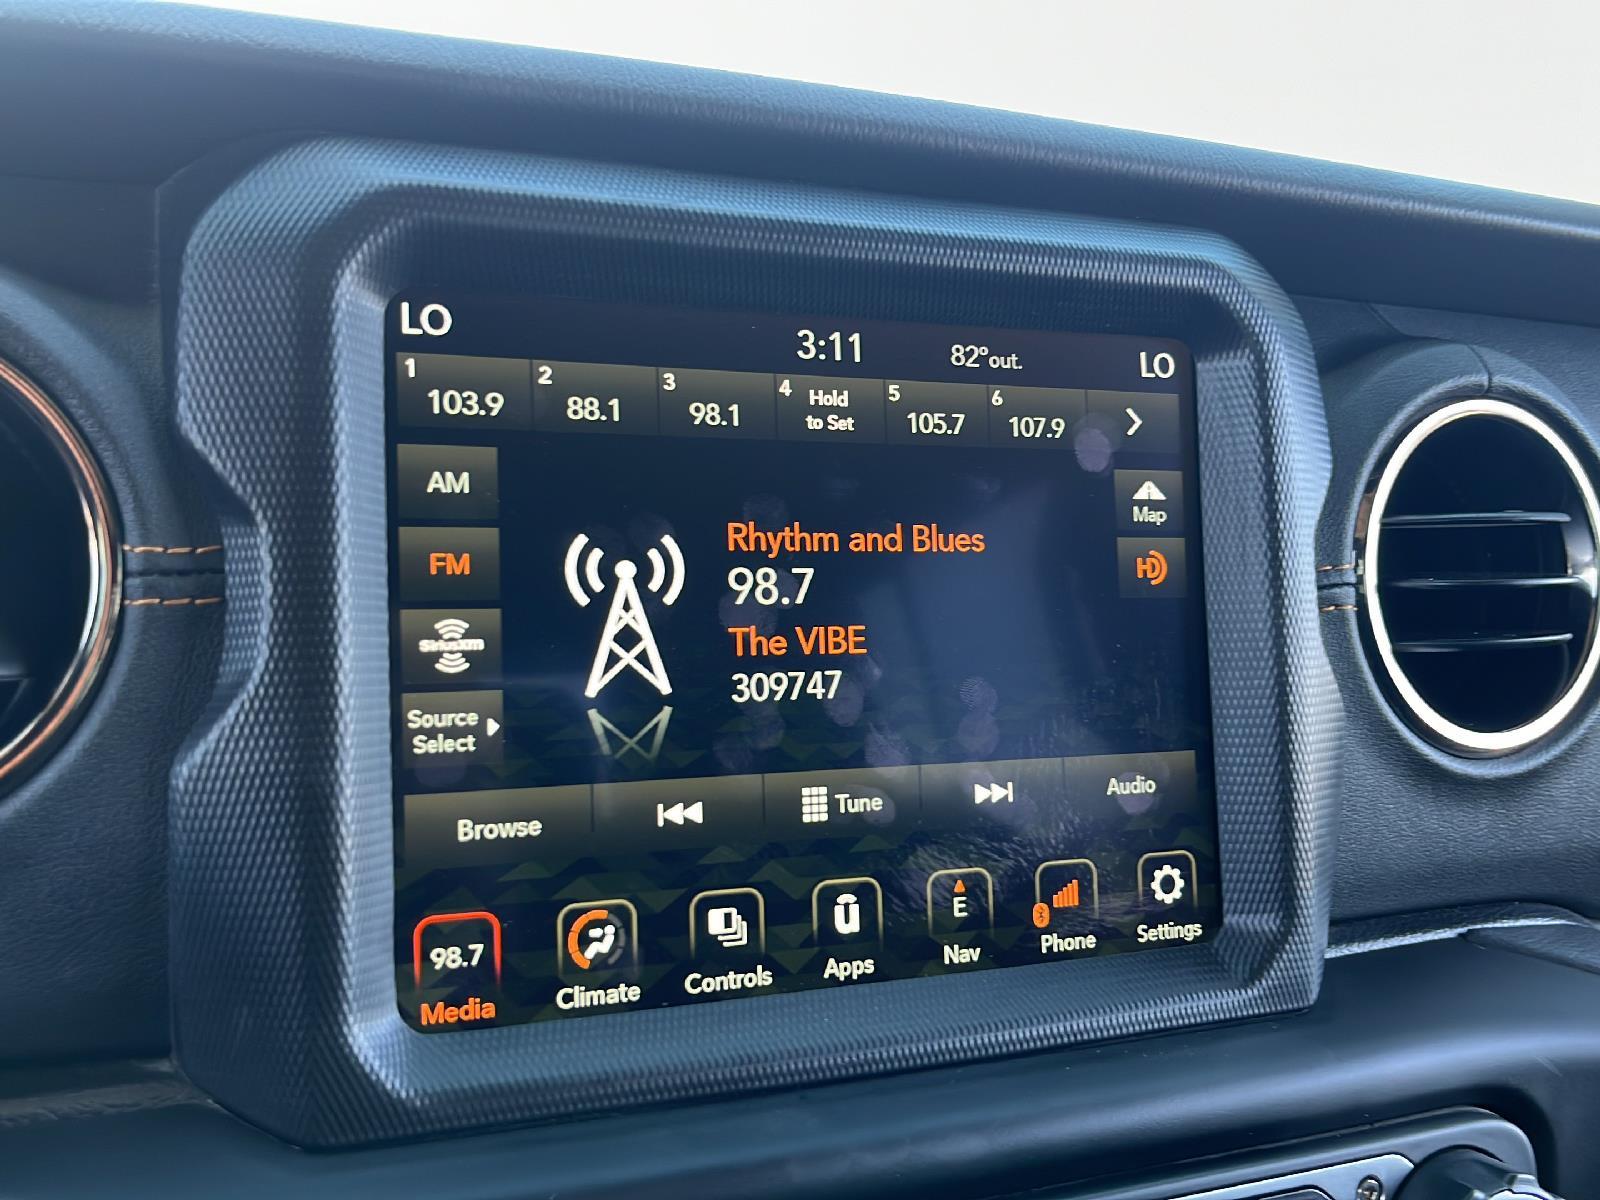 LO
3:11
82°out.
LO
1
103.9
2
88.1
3
98.1
4
Hold
to Set
5
105.7
6
107.9
AM
FM
SiriusXM
Source
Select
Rhythm and Blues
98.7
The VIBE
309747
Map
HD
Browse
Tune
Audio
98.7
Media
Climate
Controls
Apps
E
Nav
Phone
Settings